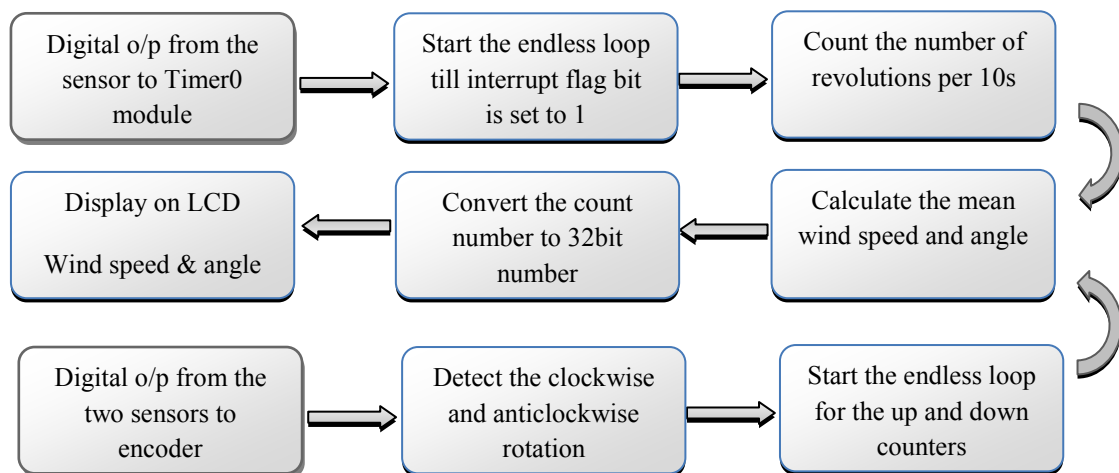 Digital o/p from the
sensor to Timer0
module
Start the endless loop
till interrupt flag bit
is set to 1
Count the number of
revolutions per 10s
Display on LCD
Wind speed & angle
Convert the count
number to 32bit
number
Calculate the mean
wind speed and angle
Digital o/p from the
two sensors to
encoder
Detect the clockwise
and anticlockwise
rotation
Start the endless loop
for the up and down
counters